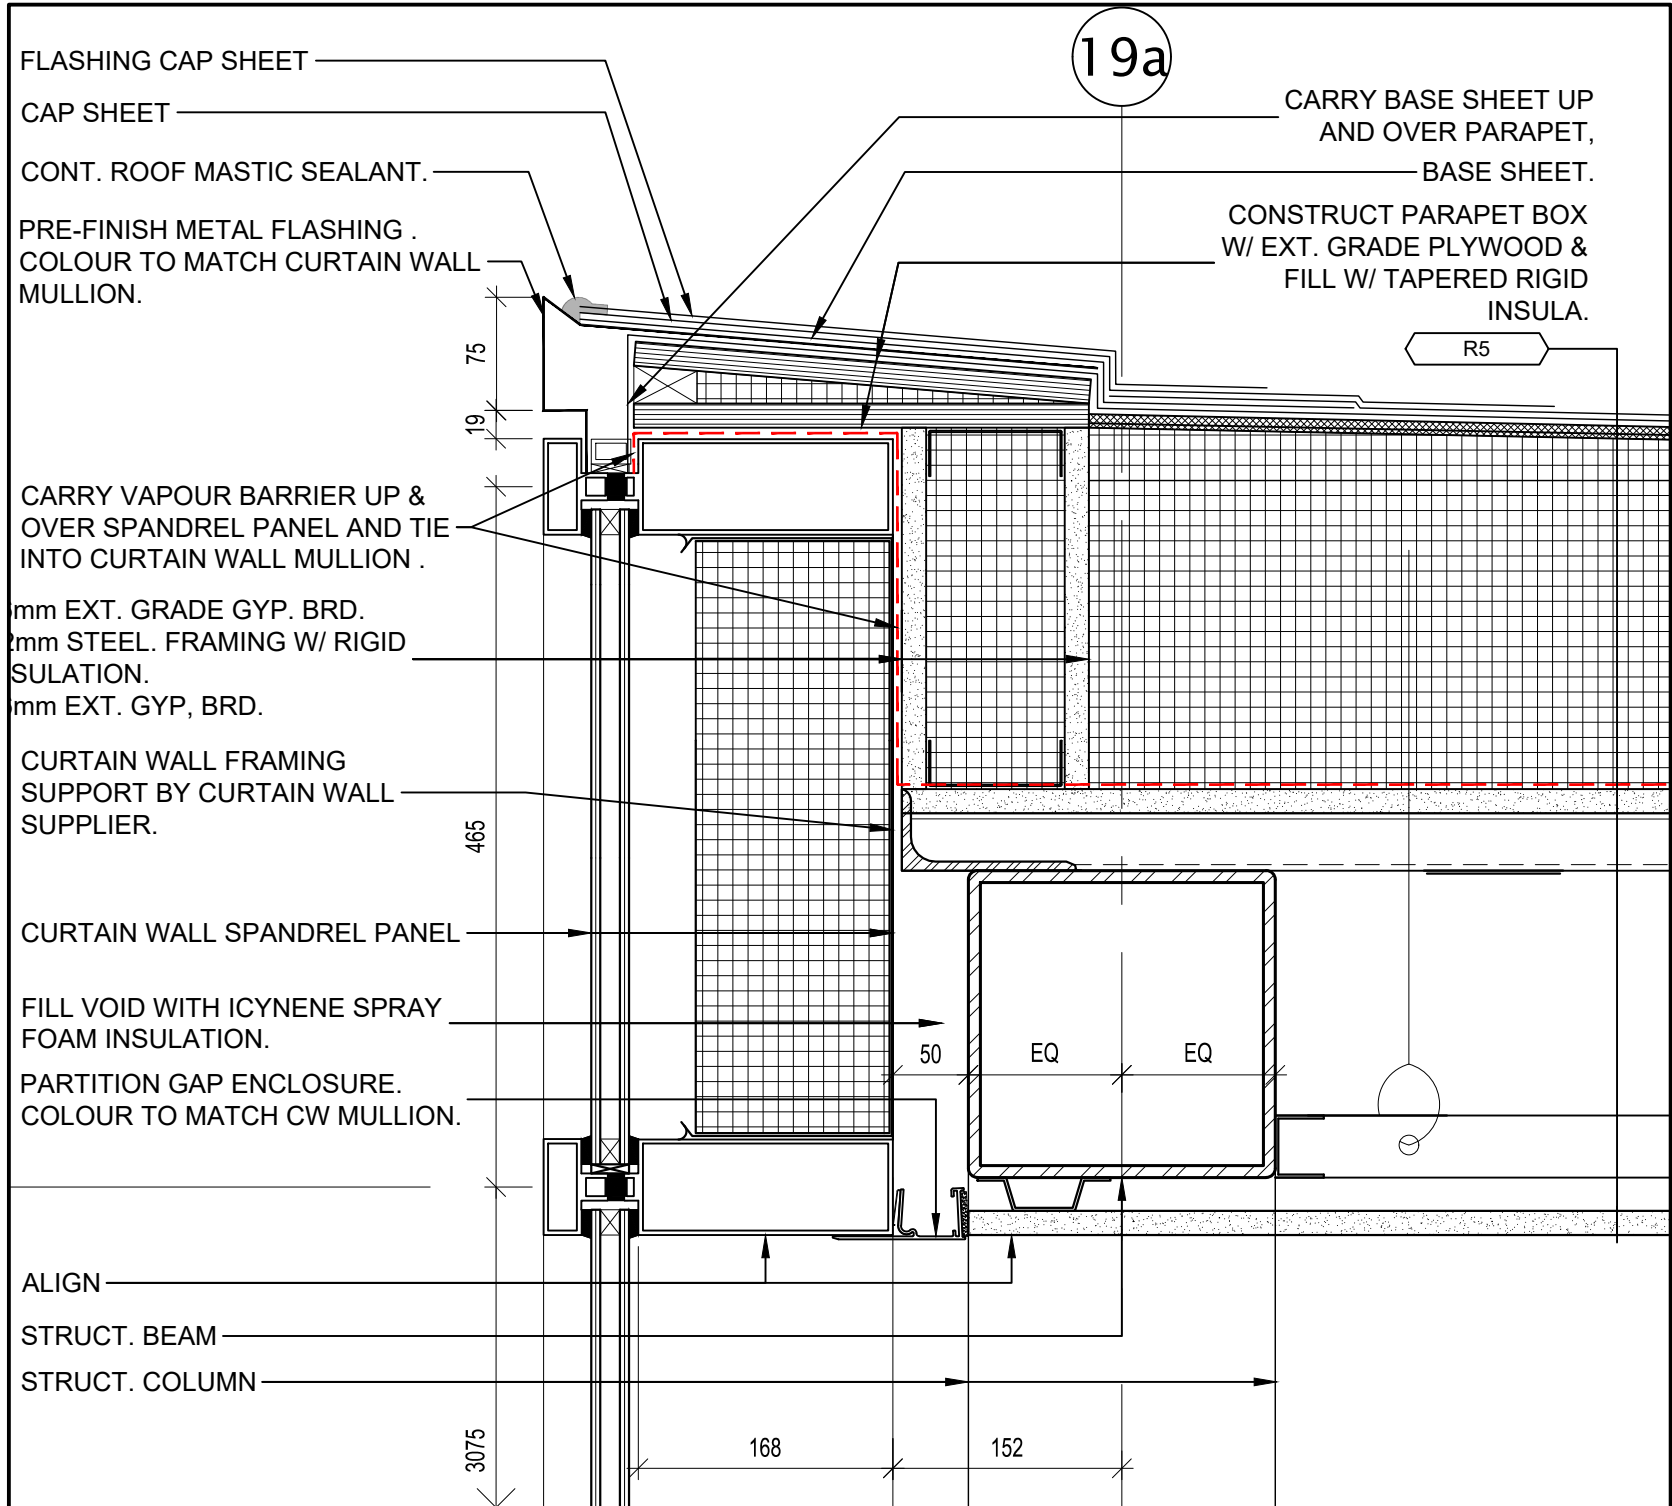 FLASHING CAP SHEET
CAP SHEET
CONT. ROOF MASTIC SEALANT.
PRE-FINISH METAL FLASHING .
COLOUR TO MATCH CURTAIN WALL
MULLION.
19a
CARRY BASE SHEET UP
AND OVER PARAPET,
BASE SHEET.
CONSTRUCT PARAPET BOX
W/ EXT. GRADE PLYWOOD &
FILL W/ TAPERED RIGID
INSULA.
R5
75
19
CARRY VAPOUR BARRIER UP &
OVER SPANDREL PANEL AND TIE
INTO CURTAIN WALL MULLION .
mm EXT. GRADE GYP. BRD.
2mm STEEL. FRAMING W/ RIGID
SULATION.
mm EXT. GYP, BRD.
CURTAIN WALL FRAMING
SUPPORT BY CURTAIN WALL
SUPPLIER.
465
CURTAIN WALL SPANDREL PANEL
FILL VOID WITH ICYNENE SPRAY
FOAM INSULATION.
50
EQ
EQ
PARTITION GAP ENCLOSURE.
COLOUR TO MATCH CW MULLION.
ALIGN
STRUCT. BEAM
STRUCT. COLUMN
3075
168
152